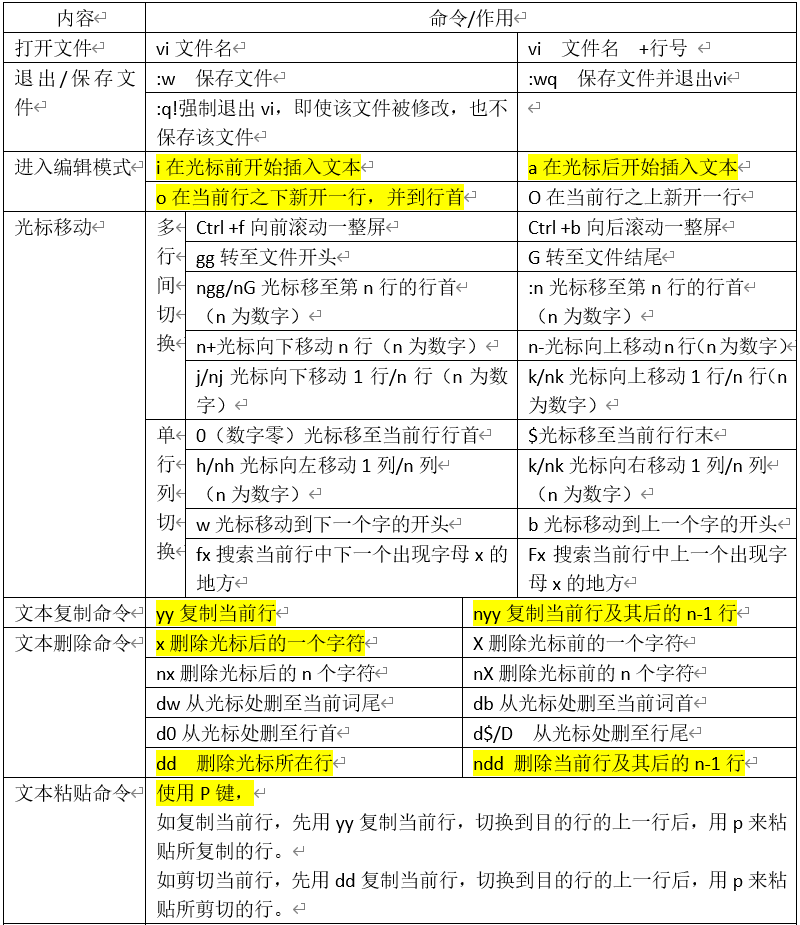 内容 命令/作用
打开文件 vi 文件名 vi 文件名 +行号
退出/保存文 :w 保存文件 :wq 保存文件并退出vi
件
:q!强制退出 vi，即使该文件被修改，也不
保存该文件
进入编辑模式 i 在光标前开始插入文本 a 在光标后开始插入文本
o 在当前行之下新开一行，并到行首 O 在当前行之上新开一行
光标移动
多
行
间
切
换
Ctrl +f 向前滚动一整屏 Ctrl +b 向后滚动一整屏
gg 转至文件开头 G 转至文件结尾
ngg/nG 光标移至第 n 行的行首 :n 光标移至第 n 行的行首
（n 为数字） （n 为数字）
n+光标向下移动 n 行（n 为数字） n-光标向上移动 n 行（n 为数字）
j/nj 光标向下移动 1 行/n 行（n 为数 k/nk 光标向上移动 1 行/n 行（n
字） 为数字）
单
行
列
切
换
0（数字零）光标移至当前行行首 $光标移至当前行行末
h/nh 光标向左移动 1 列/n 列 k/nk 光标向右移动 1 列/n 列
（n 为数字） （n 为数字）
w 光标移动到下一个字的开头 b 光标移动到上一个字的开头
fx 搜索当前行中下一个出现字母 x 的 Fx 搜索当前行中上一个出现字
地方 母 x 的地方
文本复制命令 yy 复制当前行 nyy 复制当前行及其后的 n-1 行
文本删除命令 x 删除光标后的一个字符 X 删除光标前的一个字符
nx 删除光标后的 n 个字符 nX 删除光标前的 n 个字符
dw 从光标处删至当前词尾 db 从光标处删至当前词首
d0 从光标处删至行首 d$/D 从光标处删至行尾
dd 删除光标所在行 ndd 删除当前行及其后的 n-1 行
文本粘贴命令 使用 P 键，
如复制当前行，先用 yy 复制当前行，切换到目的行的上一行后，用 p 来粘
贴所复制的行。
如剪切当前行，先用 dd 复制当前行，切换到目的行的上一行后，用 p 来粘
贴所剪切的行。